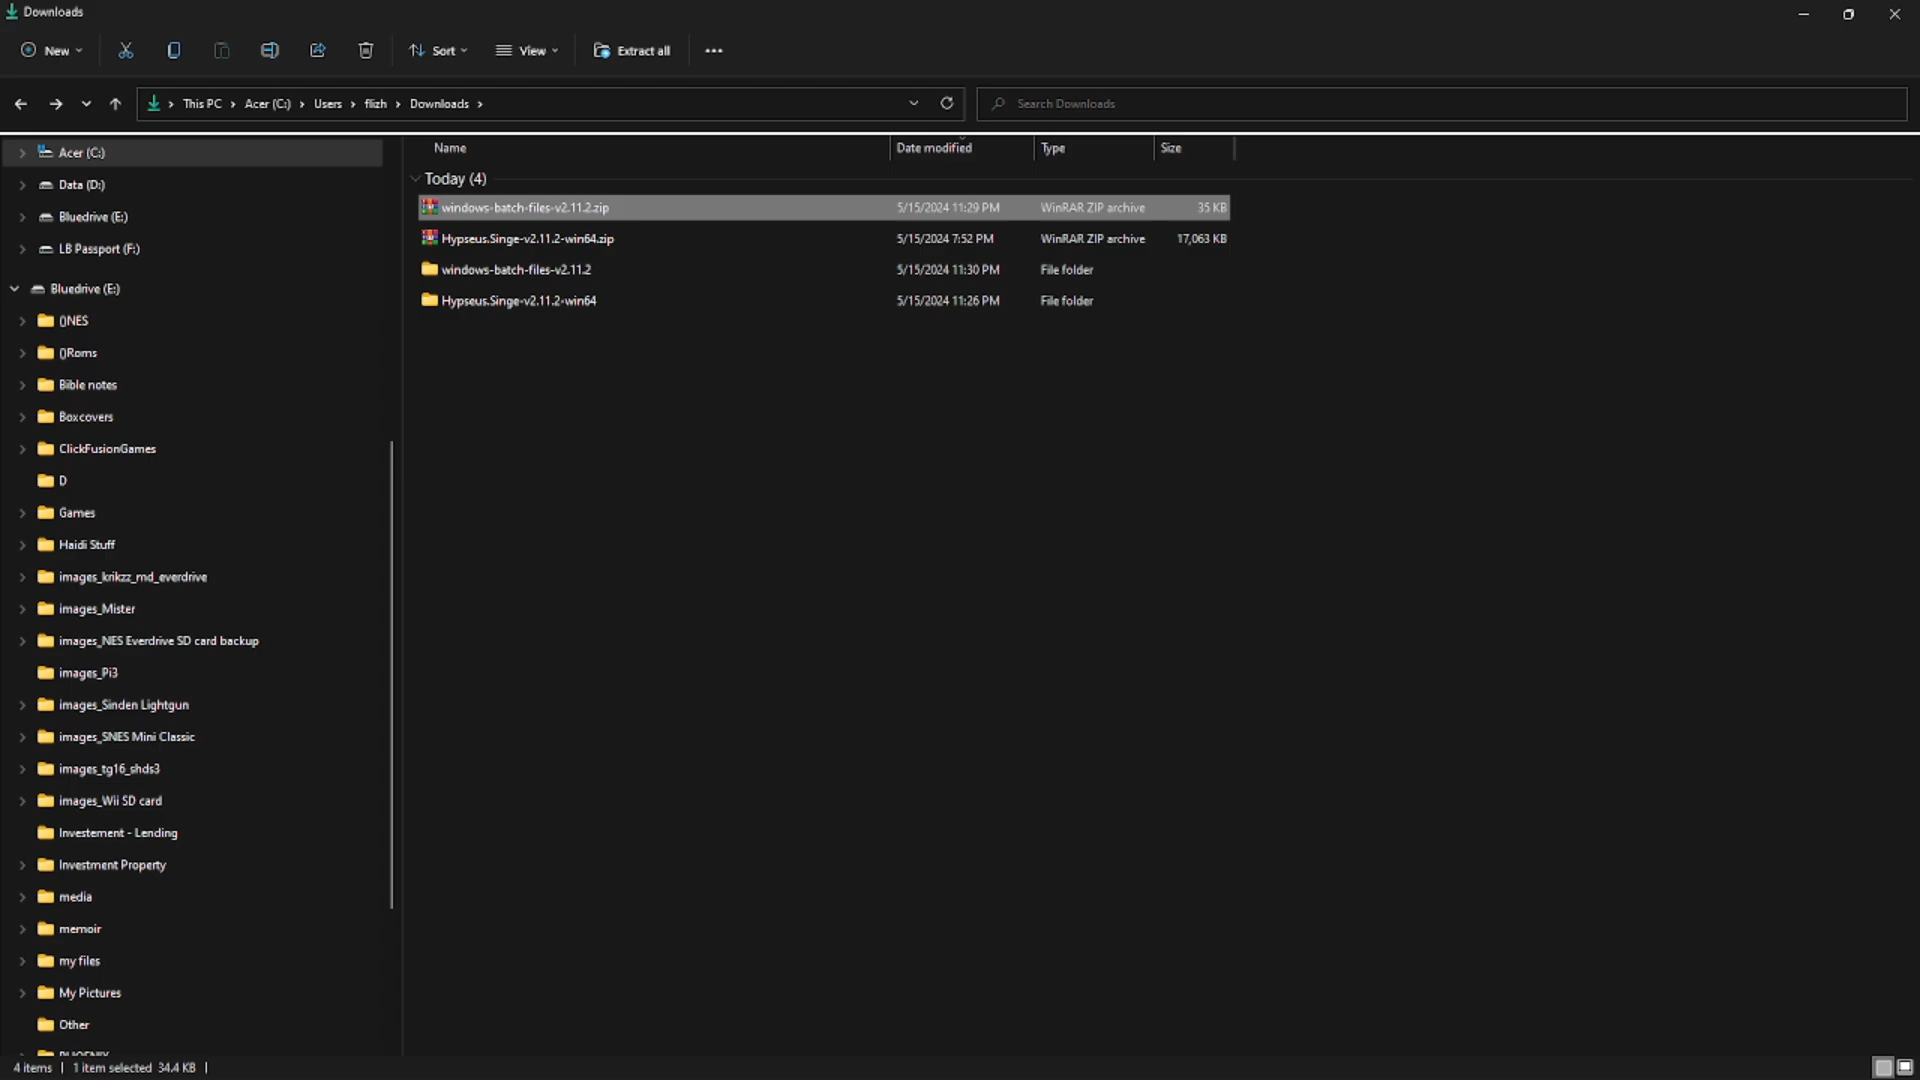 Downloads
New
Sort
View
Extract all
This PC > Acer (C:) > Users > flizh > Downloads >
Search Downloads
Acer (C:)
Data (D:)
Bluedrive (E:)
LB Passport (F:)
Bluedrive (E:)
()NES
()Roms
Bible notes
Boxcovers
ClickFusionGames
D
Games
Haidi Stuff
images_krikzz_md_everdrive
images_Mister
images_NES Everdrive SD card backup
images_Pi3
images_Sinden Lightgun
images_SNES Mini Classic
images_tg16_shds3
images_Wii SD card
Investement - Lending
Investment Property
media
memoir
my files
My Pictures
Other
Name Date modified Type Size
Today (4)
windows-batch-files-v2.11.2.zip 5/15/2024 11:29 PM WinRAR ZIP archive 35 KB
Hypseus.Singe-v2.11.2-win64.zip 5/15/2024 7:52 PM WinRAR ZIP archive 17,063 KB
windows-batch-files-v2.11.2 5/15/2024 11:30 PM File folder
Hypseus.Singe-v2.11.2-win64 5/15/2024 11:26 PM File folder
4 items | 1 item selected 34.4 KB |